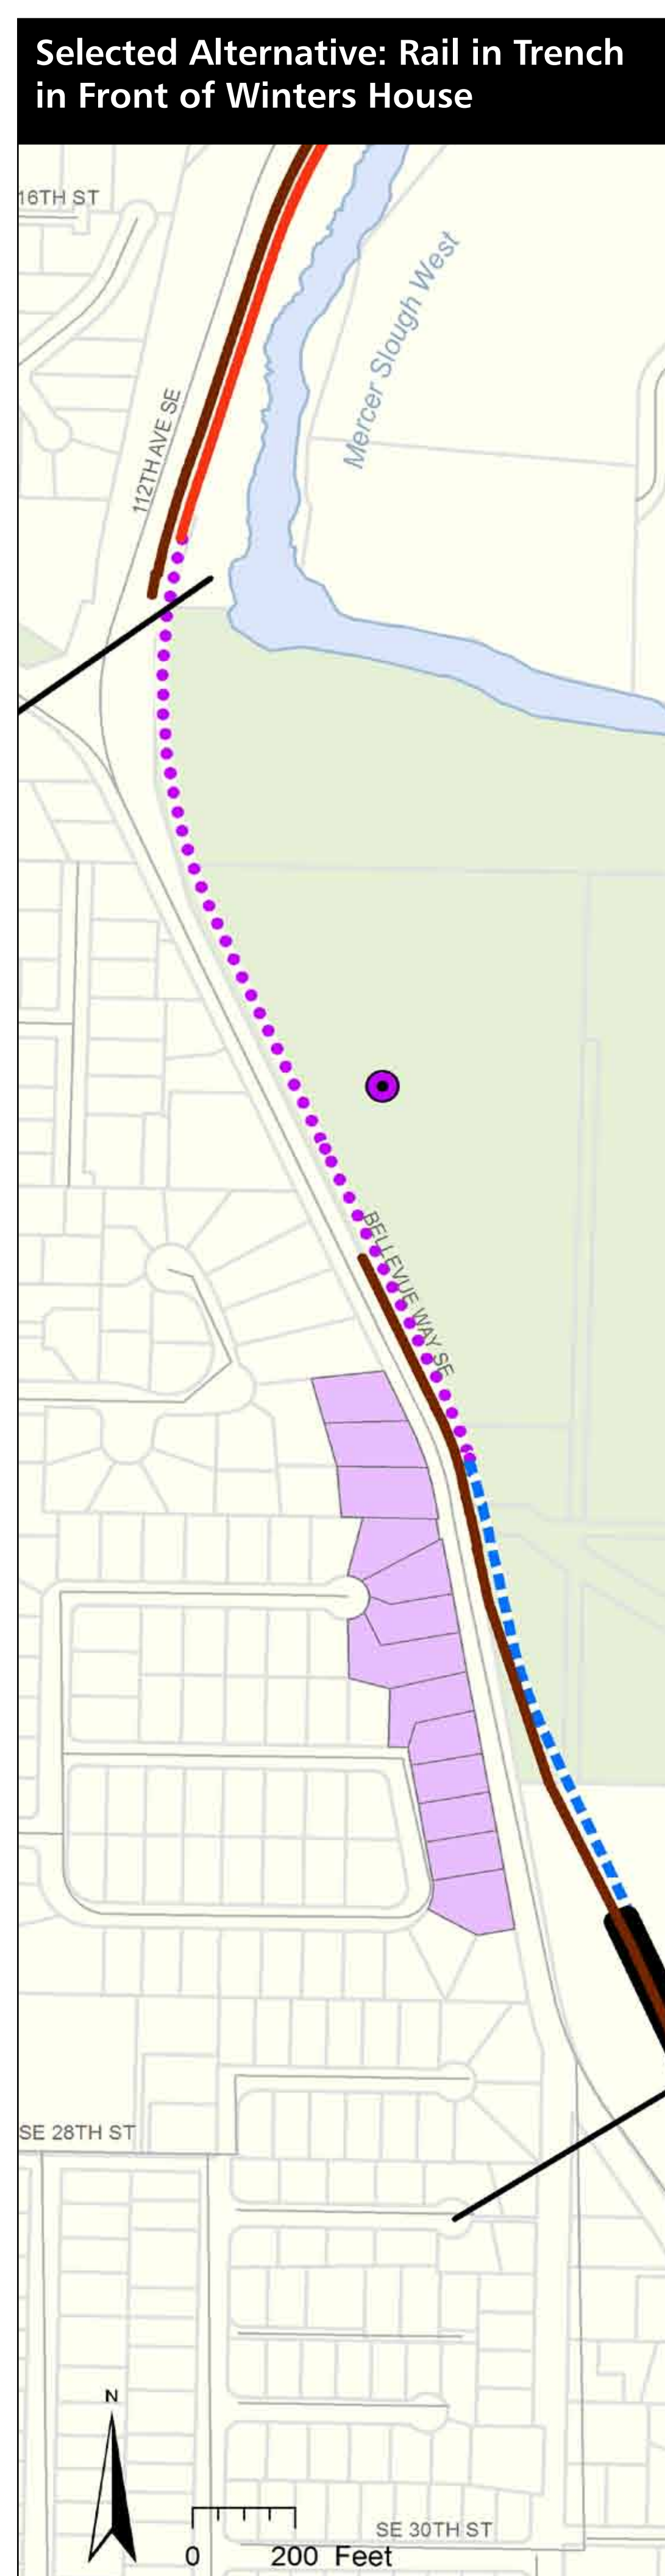 Selected Alternative: Rail in Trench
in Front of Winters House
16TH ST
Mercer Slough West
112TH AVE SE
BELLEVUE WAY SE
SE 28TH ST
N
SE 30TH ST
0 200 Feet